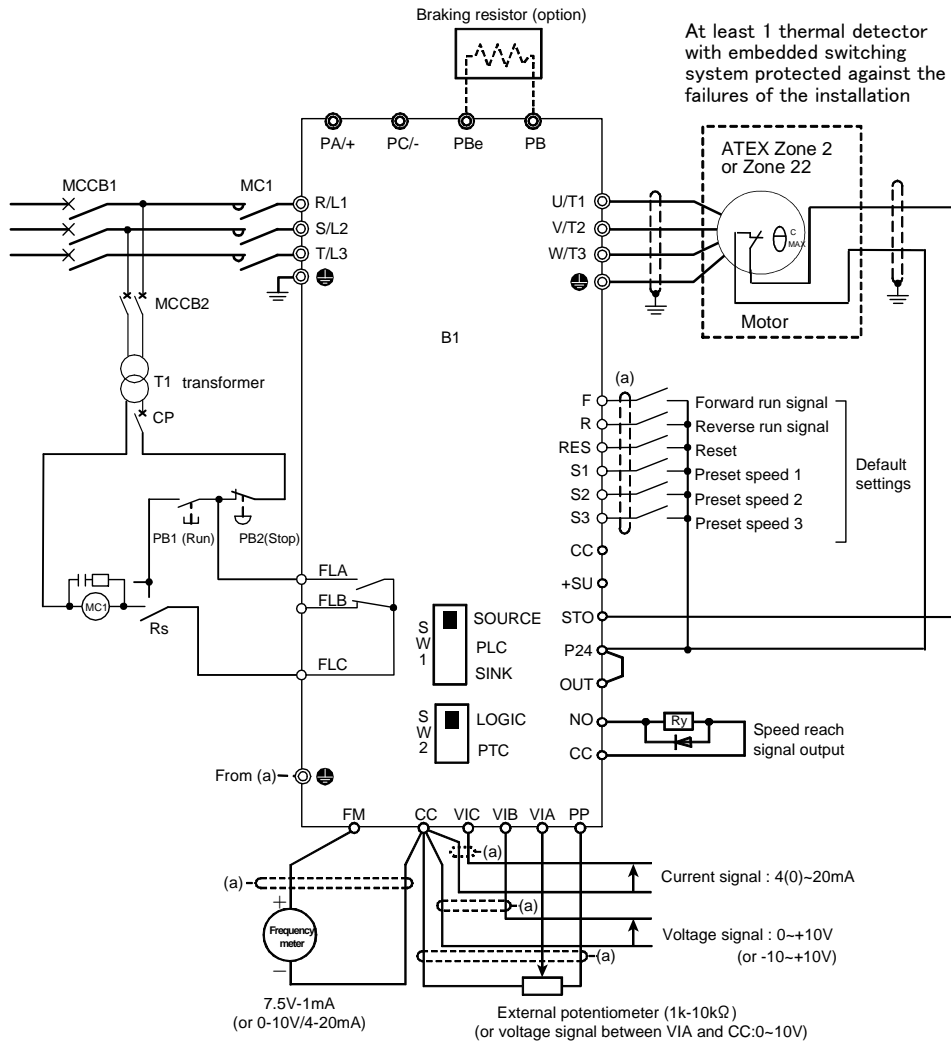 Braking resistor (option)
At least 1 thermal detector
with embedded switching
system protected against the
failures of the installation
PA/+
PC/-
PBe
PB
ATEX Zone 2
or Zone 22
MCCB1
MC1
R/L1
S/L2
T/L3
U/T1
V/T2
W/T3
C
MAX
Motor
MCCB2
B1
T1 transformer
CP
(a)
F
Forward run signal
R
Reverse run signal
RES
Reset
S1
Preset speed 1
S2
Preset speed 2
S3
Preset speed 3
Default
settings
PB1 (Run)
PB2(Stop)
CC
+SU
STO
P24
OUT
NO
CC
FLA
FLB
FLC
MC1
Rs
SW1
SOURCE
PLC
SINK
SW2
LOGIC
PTC
Ry
Speed reach
signal output
From (a)
FM
CC
VIC
VIB
VIA
PP
(a)
(a)
(a)
(a)
Current signal : 4(0)~20mA
Voltage signal : 0~+10V
(or -10~+10V)
+
Frequency
meter
−
7.5V-1mA
(or 0-10V/4-20mA)
External potentiometer (1k-10kΩ)
(or voltage signal between VIA and CC:0~10V)